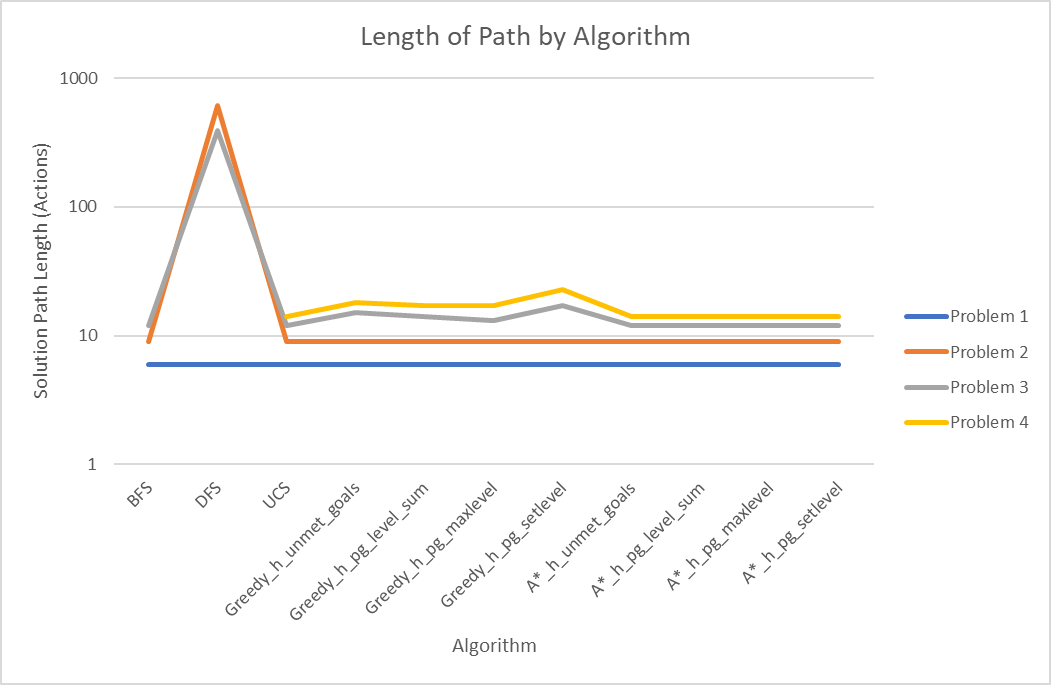 Length of Path by Algorithm
1000
100
10
1
Solution Path Length (Actions)
BFS
DFS
UCS
Greedy_h_unmet_goals
Greedy_h_pg_level_sum
Greedy_h_pg_maxlevel
Greedy_h_pg_setlevel
A*_h_unmet_goals
A*_h_pg_level_sum
A*_h_pg_maxlevel
A*_h_pg_setlevel
Algorithm
Problem 1
Problem 2
Problem 3
Problem 4